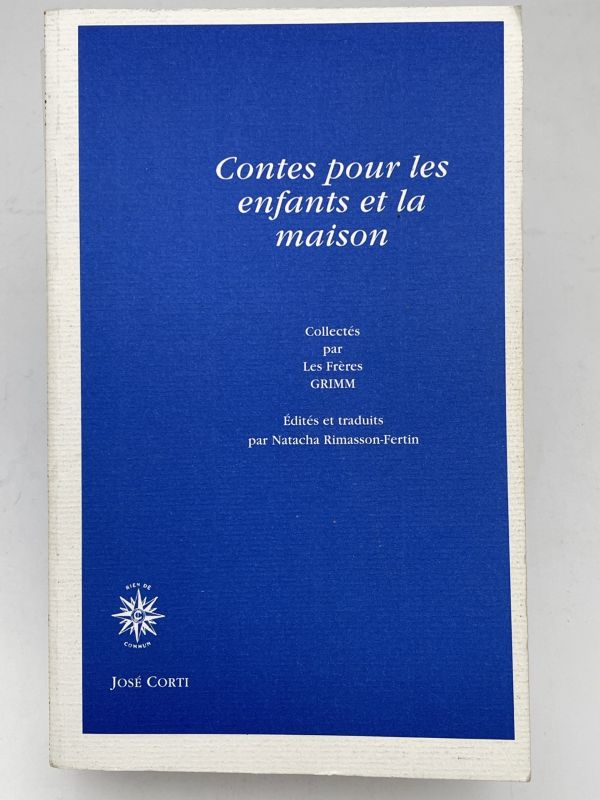 Contes pour les
enfants et la
maison
Collectés
par
Les Frères
GRIMM
Édités et traduits
par Natacha Rimasson-Fertin
RIEN DE
COMMUN
JOSÉ CORTI